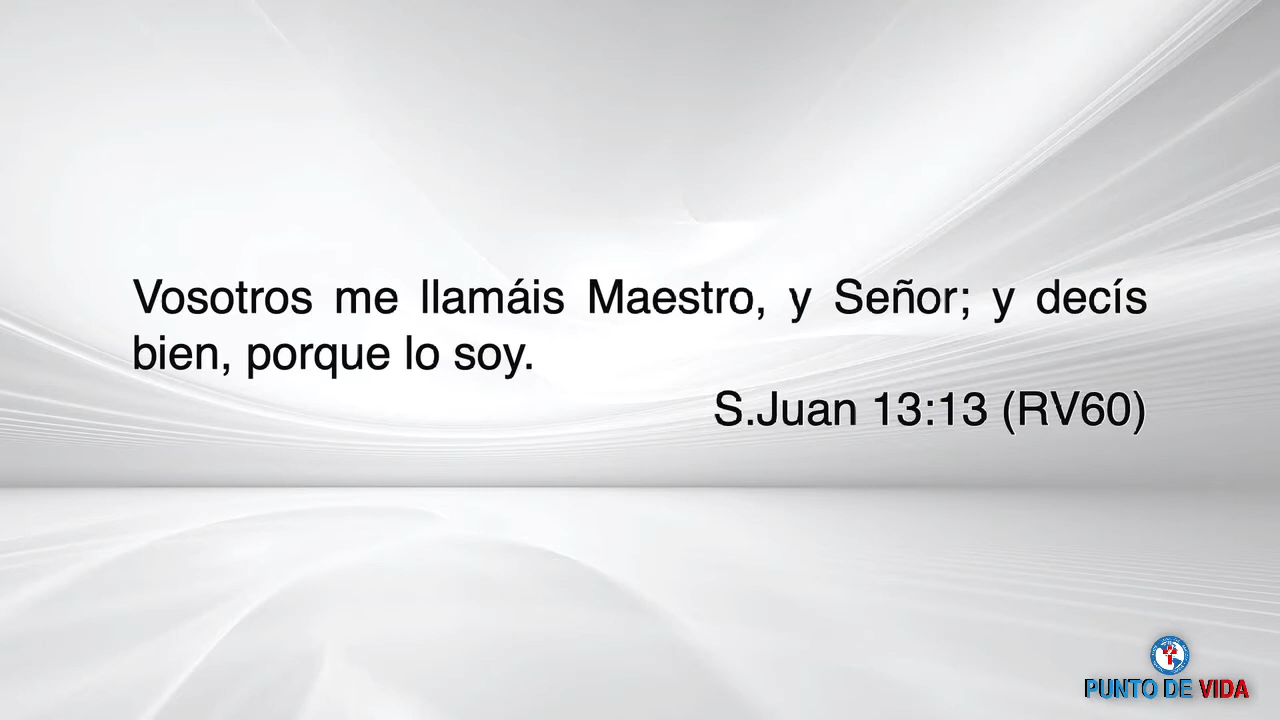 Vosotros me llamáis Maestro, y Señor; y decís
bien, porque lo soy.
S.Juan 13:13 (RV60)
PUNTO DE VIDA